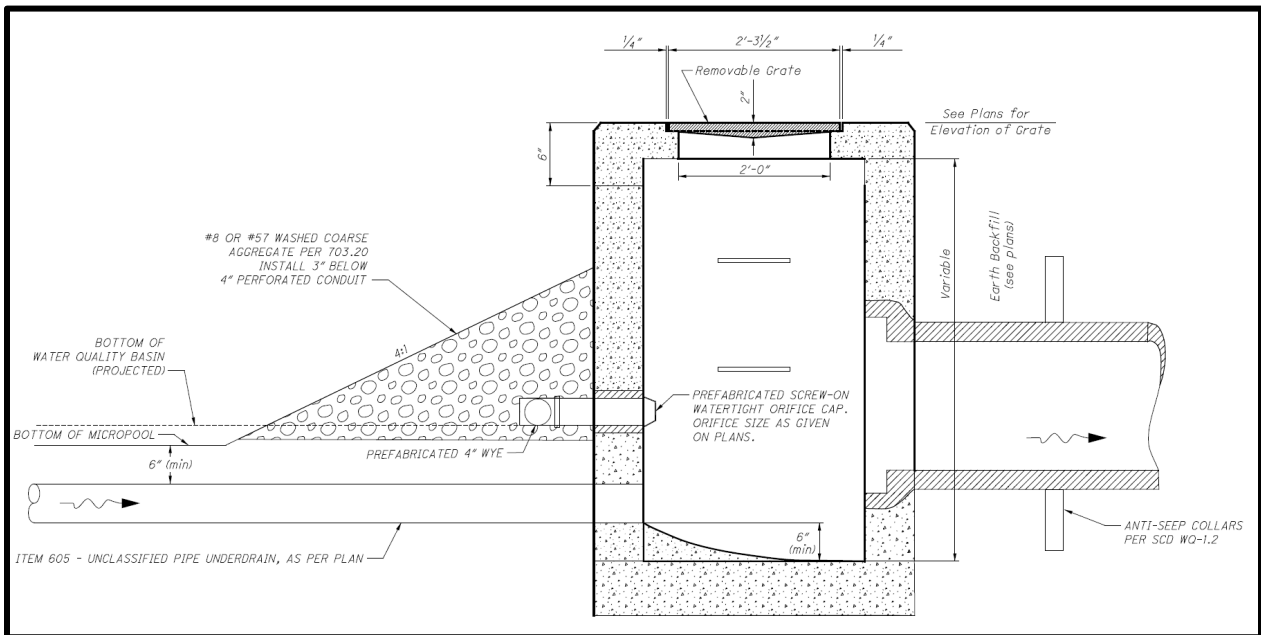 1/4"
2'-3 1/2"
1/4"
Removable Grate
2"
See Plans for
Elevation of Grate
6"
2'-0"
#8 OR #57 WASHED COARSE
AGGREGATE PER 703.20
INSTALL 3" BELOW
4" PERFORATED CONDUIT
Variable
Earth Backfill
(see plans)
4:1
BOTTOM OF
WATER QUALITY BASIN
(PROJECTED)
PREFABRICATED SCREW-ON
WATERTIGHT ORIFICE CAP.
ORIFICE SIZE AS GIVEN
ON PLANS.
BOTTOM OF MICROPOOL
PREFABRICATED 4" WYE
6" (min)
6"
(min)
ANTI-SEEP COLLARS
PER SCD WQ-1.2
ITEM 605 - UNCLASSIFIED PIPE UNDERDRAIN, AS PER PLAN